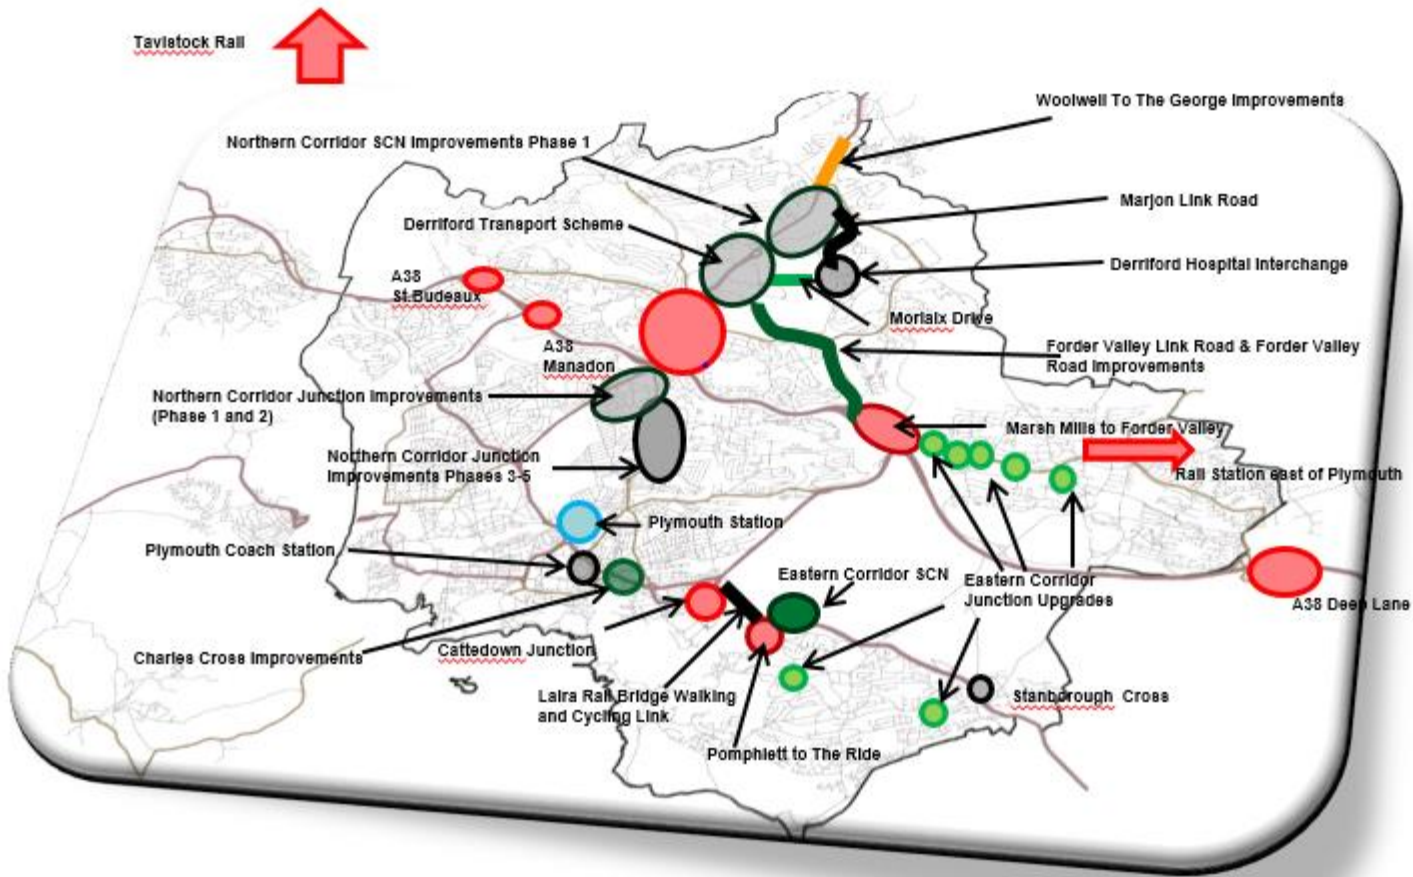 Tavistock Rail
Woolwell To The George Improvements
Northern Corridor SCN Improvements Phase 1
Marjon Link Road
Derriford Transport Scheme
Derriford Hospital Interchange
A38
St.Budeaux
Morlaix Drive
A38
Manadon
Forder Valley Link Road & Forder Valley
Road Improvements
Northern Corridor Junction Improvements
(Phase 1 and 2)
Marsh Mills to Forder Valley
Northern Corridor Junction
Improvements Phases 3-5
Rail Station east of Plymouth
Plymouth Station
Plymouth Coach Station
Eastern Corridor SCN
Eastern Corridor
Junction Upgrades
A38 Deep Lane
Charles Cross Improvements
Cattedown Junction
Laira Rail Bridge Walking
and Cycling Link
Stanborough Cross
Pomphlett to The Ride